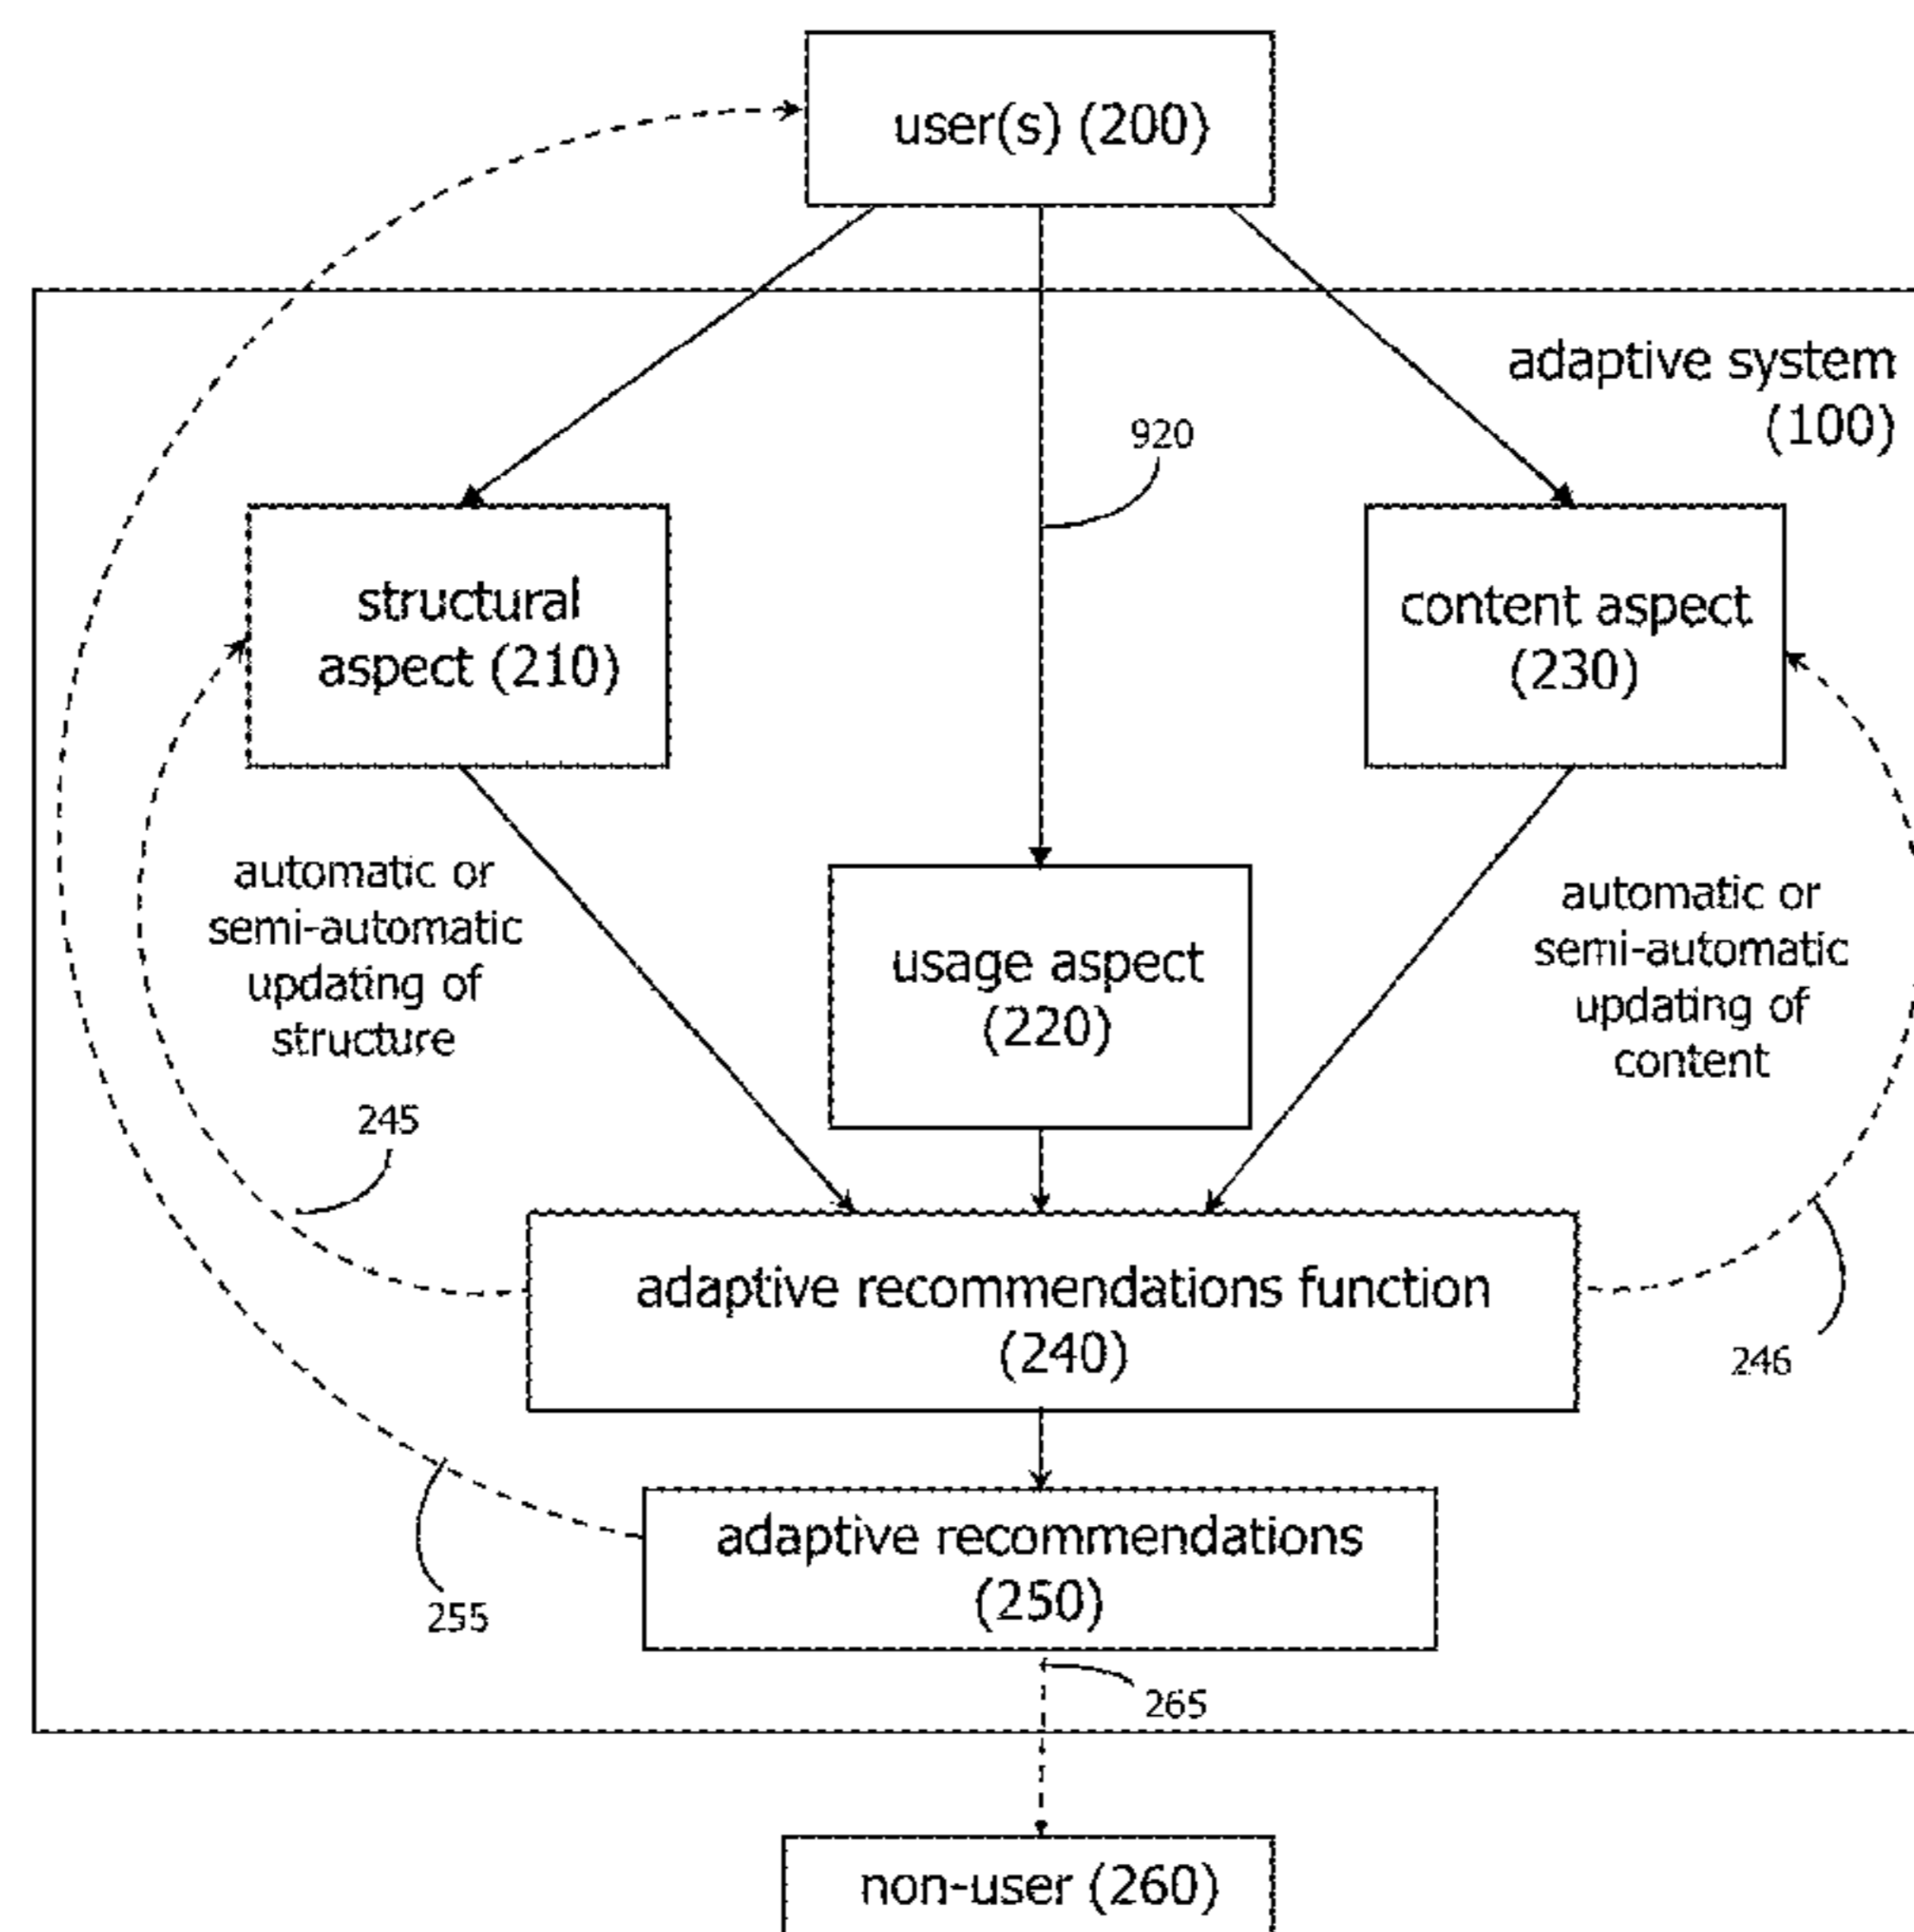 user(s) (200)
adaptive system
(100)
920
structural
aspect (210)
content aspect
(230)
automatic or
semi-automatic
updating of
structure
usage aspect
(220)
automatic or
semi-automatic
updating of
content
245
adaptive recommendations function
(240)
246
adaptive recommendations
(250)
255
265
non-user (260)